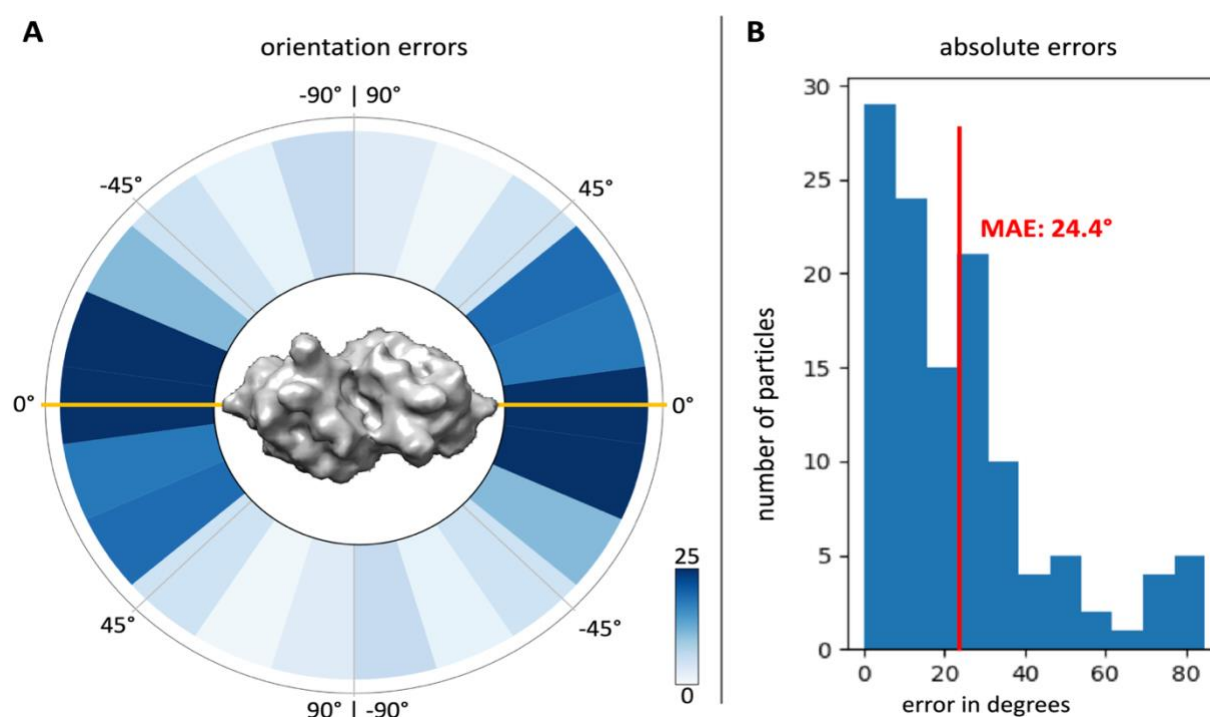 A
orientation errors
-90° | 90°
-45°
45°
0°
0°
45°
-45°
90° | -90°
25
0
B
absolute errors
30
25
20
15
10
5
0
number of particles
MAE: 24.4°
0
20
40
60
80
error in degrees